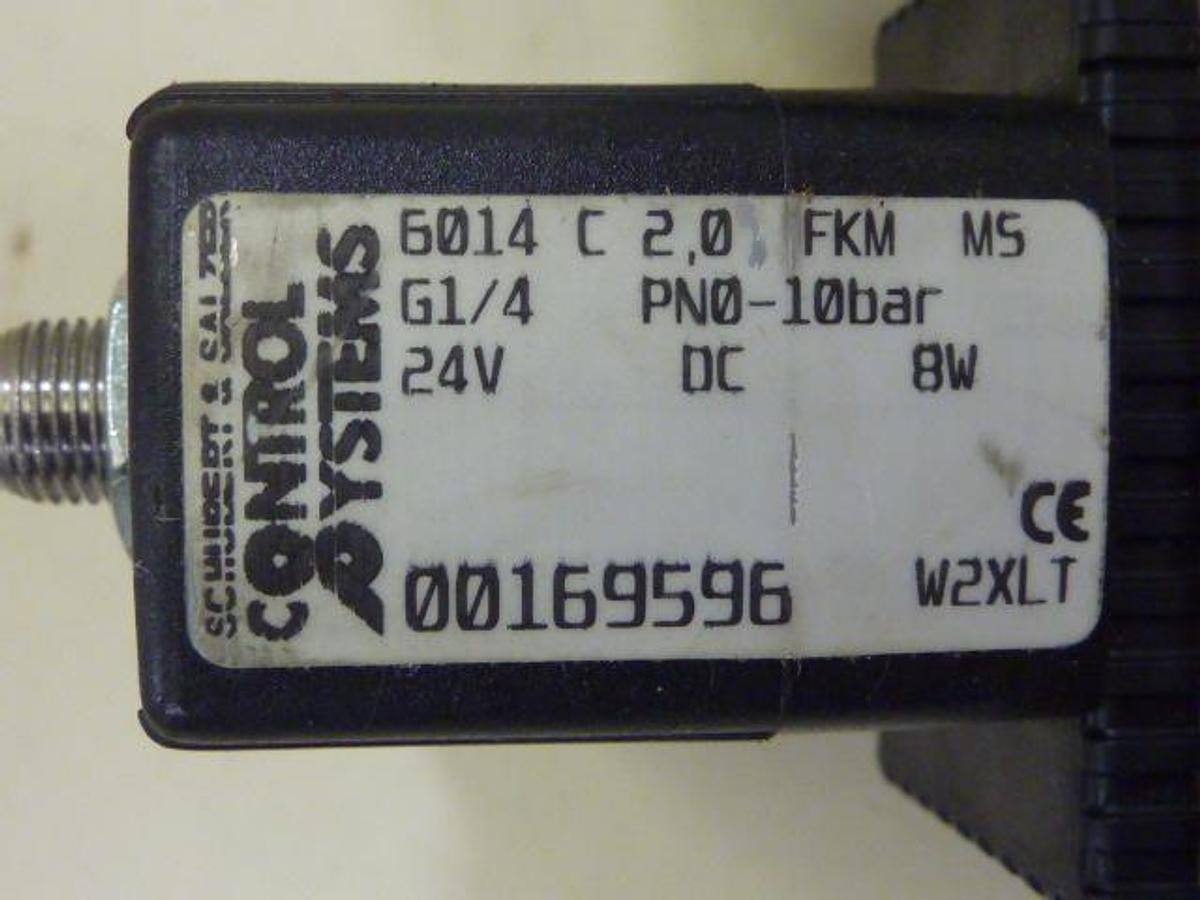 SCHUBERT & SALZER
CONTROL
SYSTEMS
6014 C 2,0 FKM MS
G1/4 PN0-10bar
24V DC 8W
CE
00169596 W2XLT